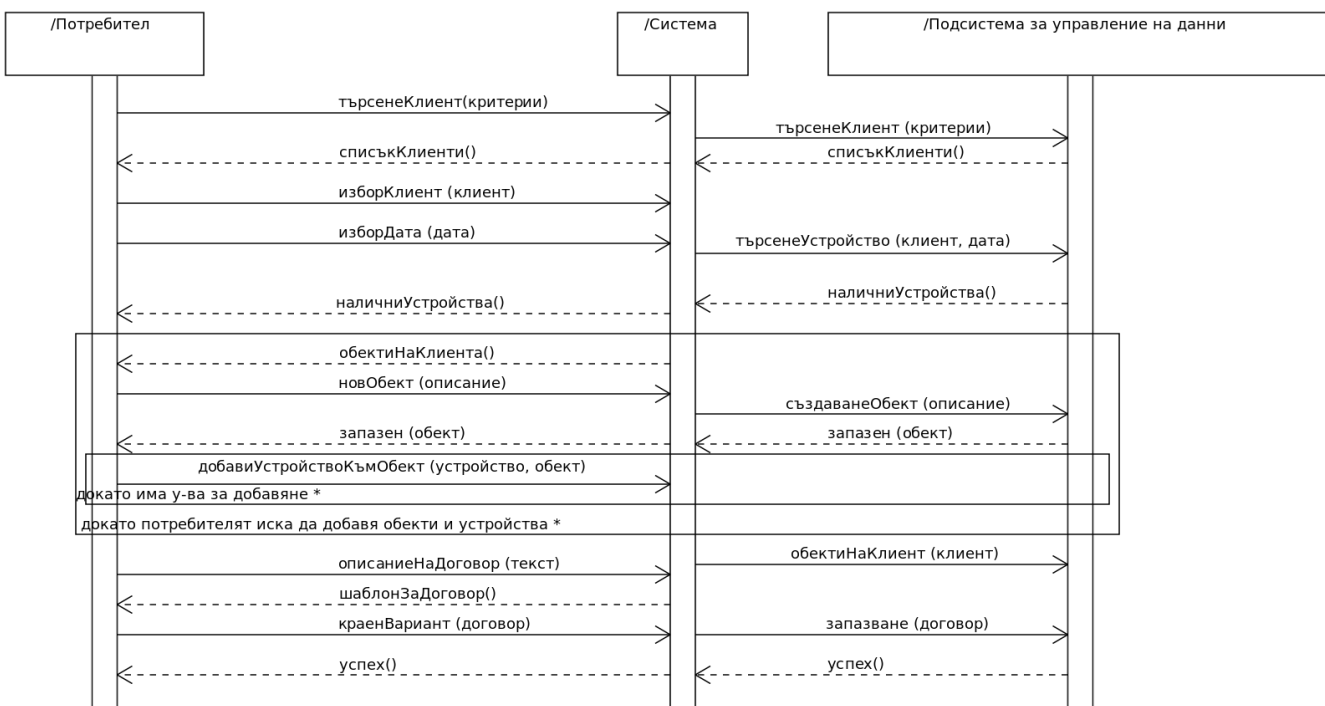 /Потребител
/Система
/Подсистема за управление на данни
търсенеКлиент(критерии)
търсенеКлиент (критерии)
списъкКлиенти()
списъкКлиенти()
изборКлиент (клиент)
изборДата (дата)
търсенеУстройство (клиент, дата)
наличниУстройства()
наличниУстройства()
обектиНаКлиента()
новОбект (описание)
създаванеОбект (описание)
запазен (обект)
запазен (обект)
добавиУстройствоКъмОбект (устройство, обект)
докато има у-ва за добавяне *
докато потребителят иска да добавя обекти и устройства *
обектиНаКлиент (клиент)
описаниеНаДоговор (текст)
шаблонЗаДоговор()
краенВариант (договор)
запазване (договор)
успех()
успех()